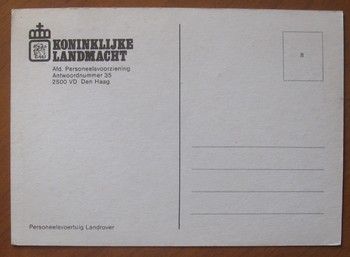 KONINKLIJKE
LANDMACHT
Afd. Personeelsvoorziening
Antwoordnummer 35
2500 VD Den Haag
Personeelsvoertuig Landrover